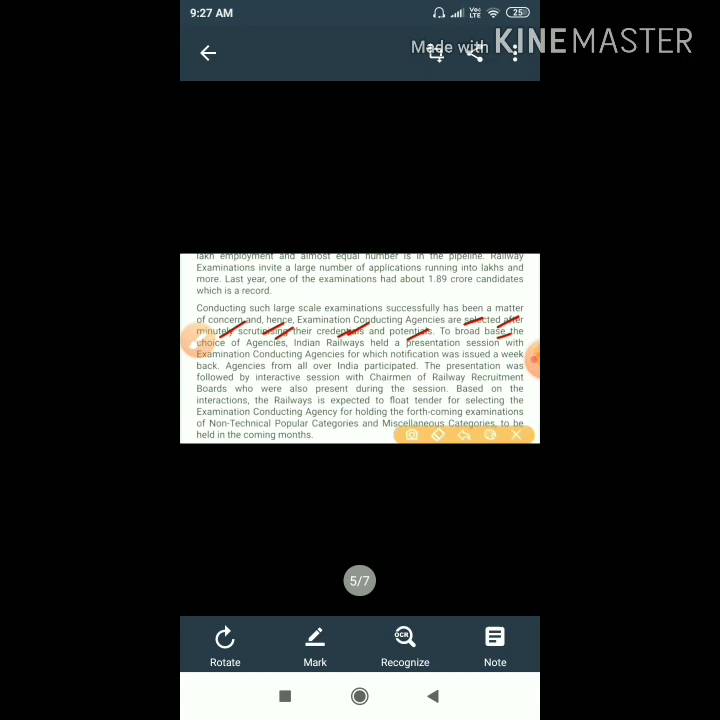 9:27 AM
Voo
LTE
25
Made with KINEMASTER
lakh employment and almost equal number is in the pipeline. Railway
Examinations invite a large number of applications running into lakhs and
more. Last year, one of the examinations had about 1.89 crore candidates
which is a record.
Conducting such large scale examinations successfully has been a matter
of concern and, hence, Examination Conducting Agencies are selected after
minutely scrutinising their credentials and potentials. To broad base the
choice of Agencies, Indian Railways held a presentation session with
Examination Conducting Agencies for which notification was issued a week
back. Agencies from all over India participated. The presentation was
followed by interactive session with Chairmen of Railway Recruitment
Boards who were also present during the session. Based on the
interactions, the Railways is expected to float tender for selecting the
Examination Conducting Agency for holding the forth-coming examinations
of Non-Technical Popular Categories and Miscellaneous Categories, to be
held in the coming months.
5/7
OCR
Rotate
Mark
Recognize
Note